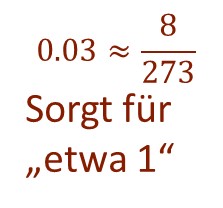 0.03 ≈ 8/273
Sorgt für
„etwa 1“